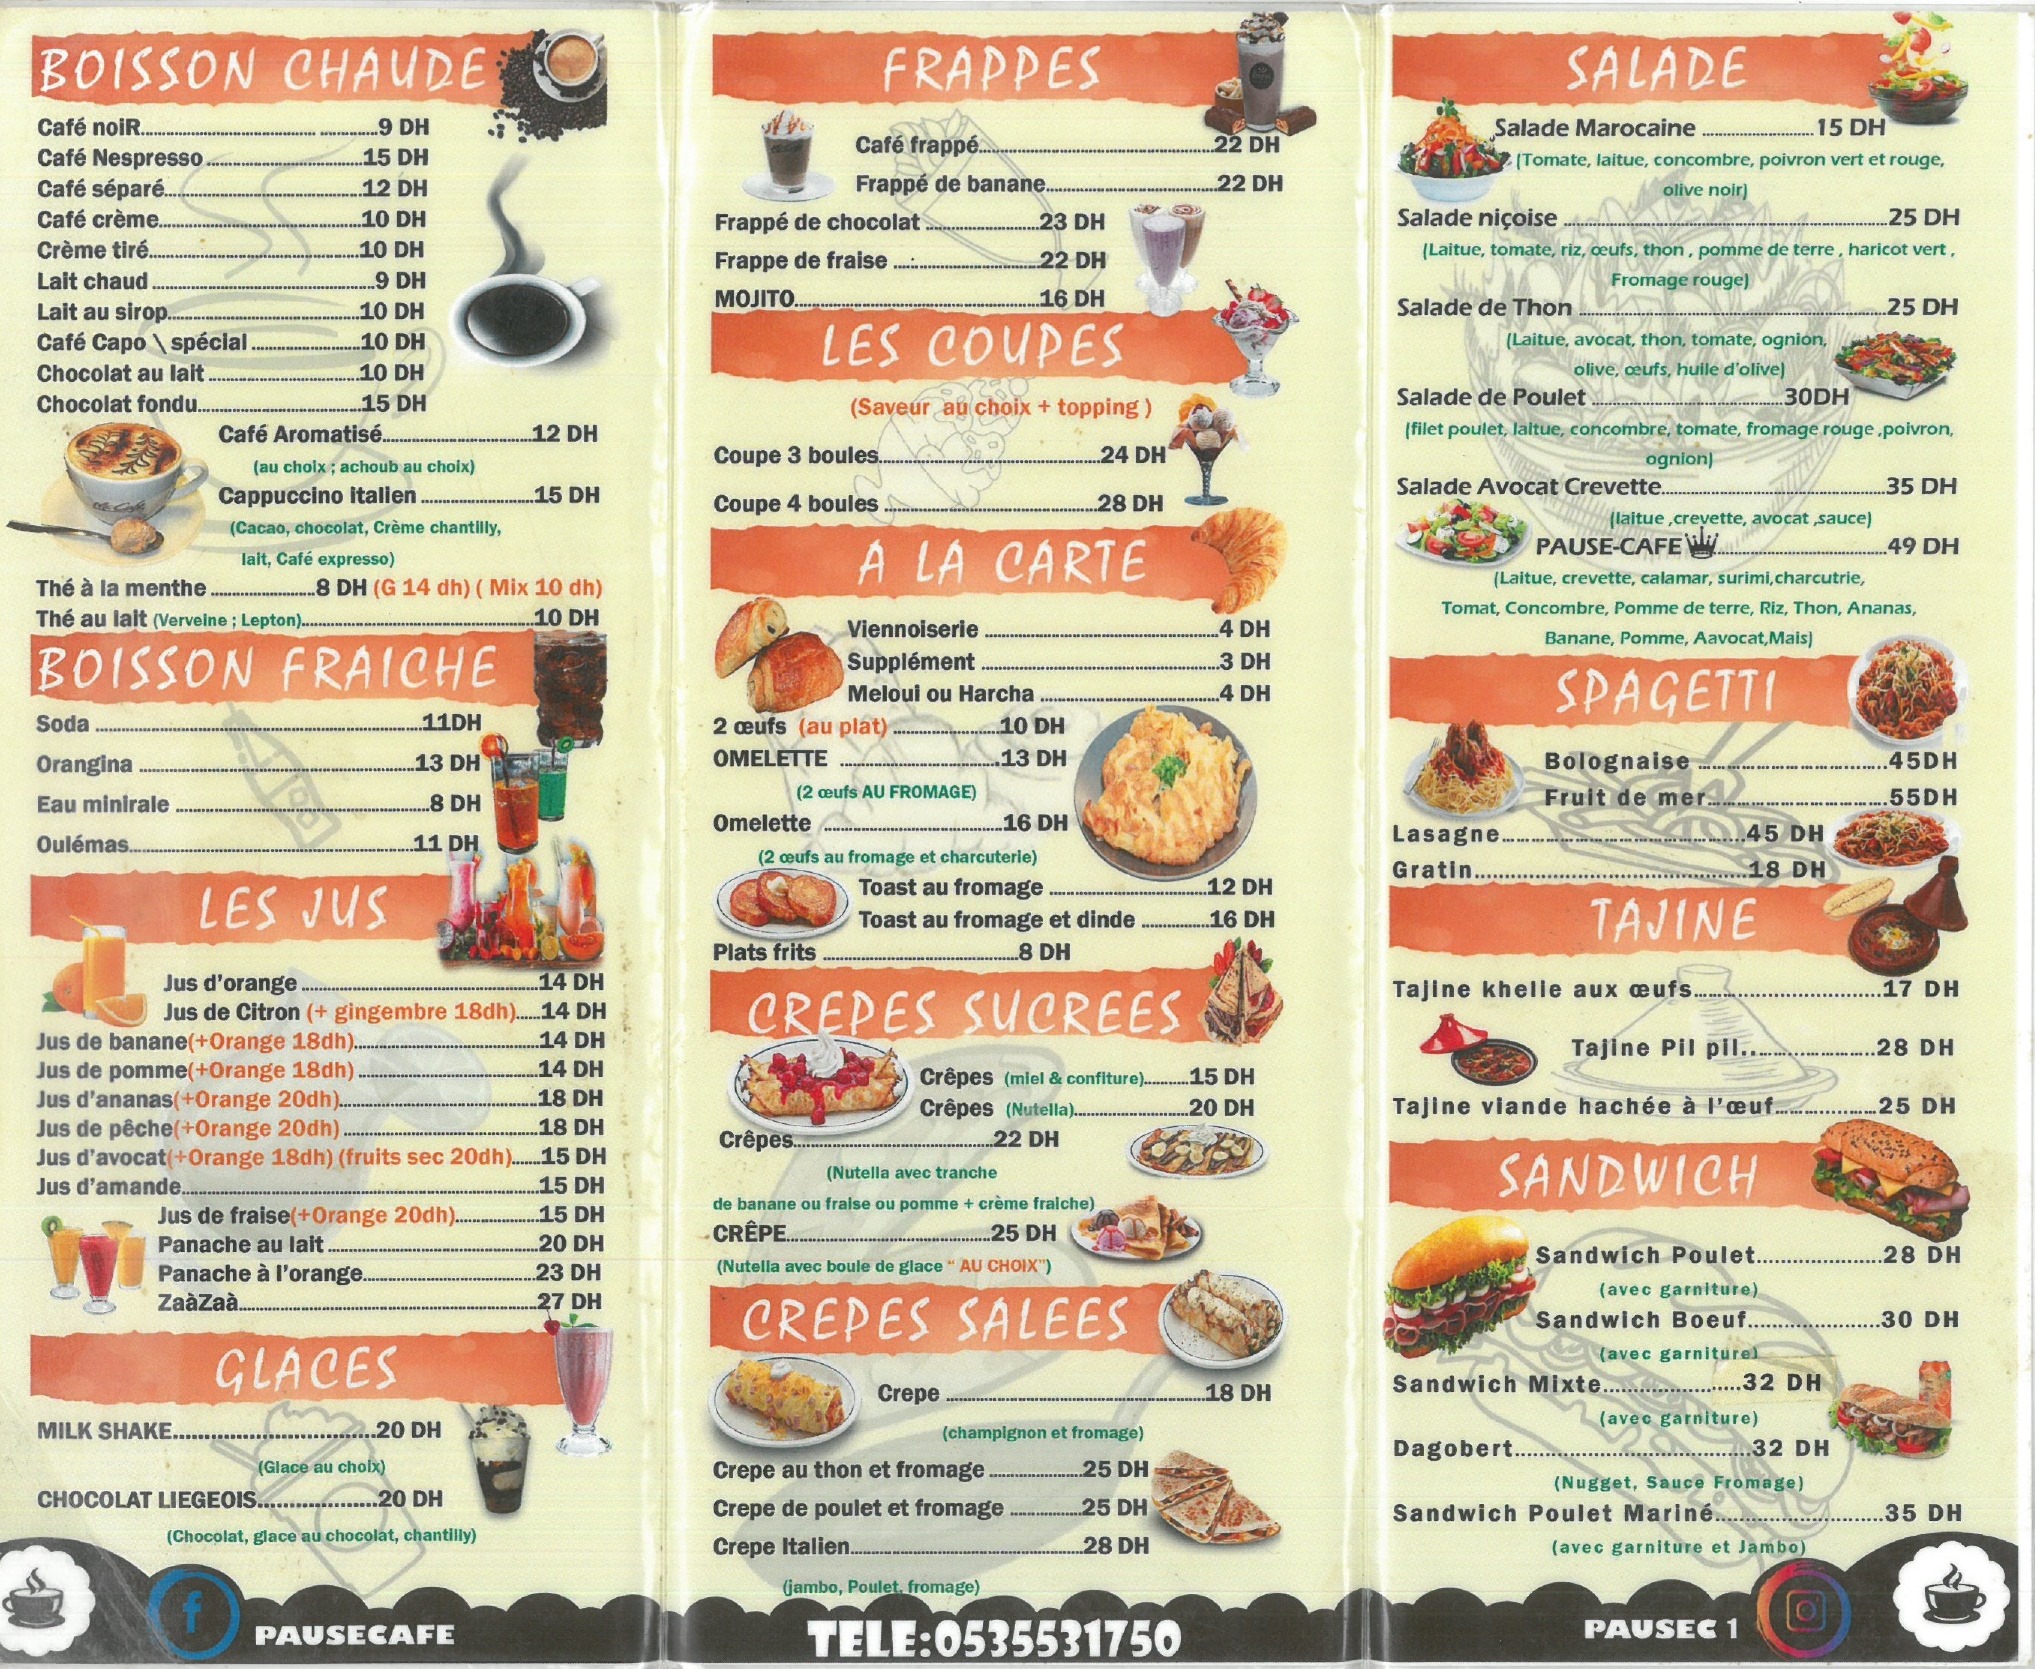 BOISSON CHAUDE
Café noiR..........9 DH
Café Nespresso..........15 DH
Café séparé..........12 DH
Café crème..........10 DH
Crème tiré..........10 DH
Lait chaud..........9 DH
Lait au sirop..........10 DH
Café Capo \ spécial..........10 DH
Chocolat au lait..........10 DH
Chocolat fondu..........15 DH
Café Aromatisé..........12 DH
(au choix ; achoub au choix)
Cappuccino italien..........15 DH
(Cacao, chocolat, Crème chantilly,
lait, Café expresso)
Thé à la menthe..........8 DH (G 14 dh) ( Mix 10 dh)
Thé au lait (Verveine ; Lepton)..........10 DH
BOISSON FRAICHE
Soda..........11DH
Orangina..........13 DH
Eau minirale..........8 DH
Oulémas..........11 DH
LES JUS
Jus d'orange..........14 DH
Jus de Citron (+ gingembre 18dh).....14 DH
Jus de banane(+Orange 18dh)..........14 DH
Jus de pomme(+Orange 18dh)..........14 DH
Jus d'ananas(+Orange 20dh)..........18 DH
Jus de pêche(+Orange 20dh)..........18 DH
Jus d'avocat(+Orange 18dh) (fruits sec 20dh)......15 DH
Jus d'amande..........15 DH
Jus de fraise(+Orange 20dh)..........15 DH
Panache au lait..........20 DH
Panache à l'orange..........23 DH
ZaàZaà..........27 DH
GLACES
MILK SHAKE..........20 DH
(Glace au choix)
CHOCOLAT LIEGEOIS..........20 DH
(Chocolat, glace au chocolat, chantilly)
f PAUSECAFE
FRAPPES
Café frappé..........22 DH
Frappé de banane..........22 DH
Frappé de chocolat..........23 DH
Frappe de fraise..........22 DH
MOJITO..........16 DH
LES COUPES
(Saveur au choix + topping )
Coupe 3 boules..........24 DH
Coupe 4 boules..........28 DH
A LA CARTE
Viennoiserie..........4 DH
Supplément..........3 DH
Meloui ou Harcha..........4 DH
2 œufs (au plat)..........10 DH
OMELETTE..........13 DH
(2 œufs AU FROMAGE)
Omelette..........16 DH
(2 œufs au fromage et charcuterie)
Toast au fromage..........12 DH
Toast au fromage et dinde..........16 DH
Plats frits..........8 DH
CREPES SUCREES
Crêpes (miel & confiture)..........15 DH
Crêpes (Nutella)..........20 DH
Crêpes..........22 DH
(Nutella avec tranche
de banane ou fraise ou pomme + crème fraîche)
CRÊPE..........25 DH
(Nutella avec boule de glace " AU CHOIX")
CREPES SALEES
Crepe..........18 DH
(champignon et fromage)
Crepe au thon et fromage..........25 DH
Crepe de poulet et fromage..........25 DH
Crepe Italien..........28 DH
(jambo, Poulet, fromage)
TELE:0535531750
SALADE
Salade Marocaine..........15 DH
(Tomate, laitue, concombre, poivron vert et rouge,
olive noir)
Salade niçoise..........25 DH
(Laitue, tomate, riz, œufs, thon , pomme de terre , haricot vert ,
Fromage rouge)
Salade de Thon..........25 DH
(Laitue, avocat, thon, tomate, ognion,
olive, œufs, huile d'olive)
Salade de Poulet..........30DH
(filet poulet, laitue, concombre, tomate, fromage rouge ,poivron,
ognion)
Salade Avocat Crevette..........35 DH
(laitue ,crevette, avocat ,sauce)
PAUSE-CAFE..........49 DH
(Laitue, crevette, calamar, surimi,charcutrie,
Tomat, Concombre, Pomme de terre, Riz, Thon, Ananas,
Banane, Pomme, Aavocat,Mais)
SPAGETTI
Bolognaise..........45DH
Fruit de mer..........55DH
Lasagne..........45 DH
Gratin..........18 DH
TAJINE
Tajine khelie aux œufs..........17 DH
Tajine Pil pil..........28 DH
Tajine viande hachée à l'œuf..........25 DH
SANDWICH
Sandwich Poulet..........28 DH
(avec garniture)
Sandwich Boeuf..........30 DH
(avec garniture)
Sandwich Mixte..........32 DH
(avec garniture)
Dagobert..........32 DH
(Nugget, Sauce Fromage)
Sandwich Poulet Mariné..........35 DH
(avec garniture et Jambo)
PAUSEC 1